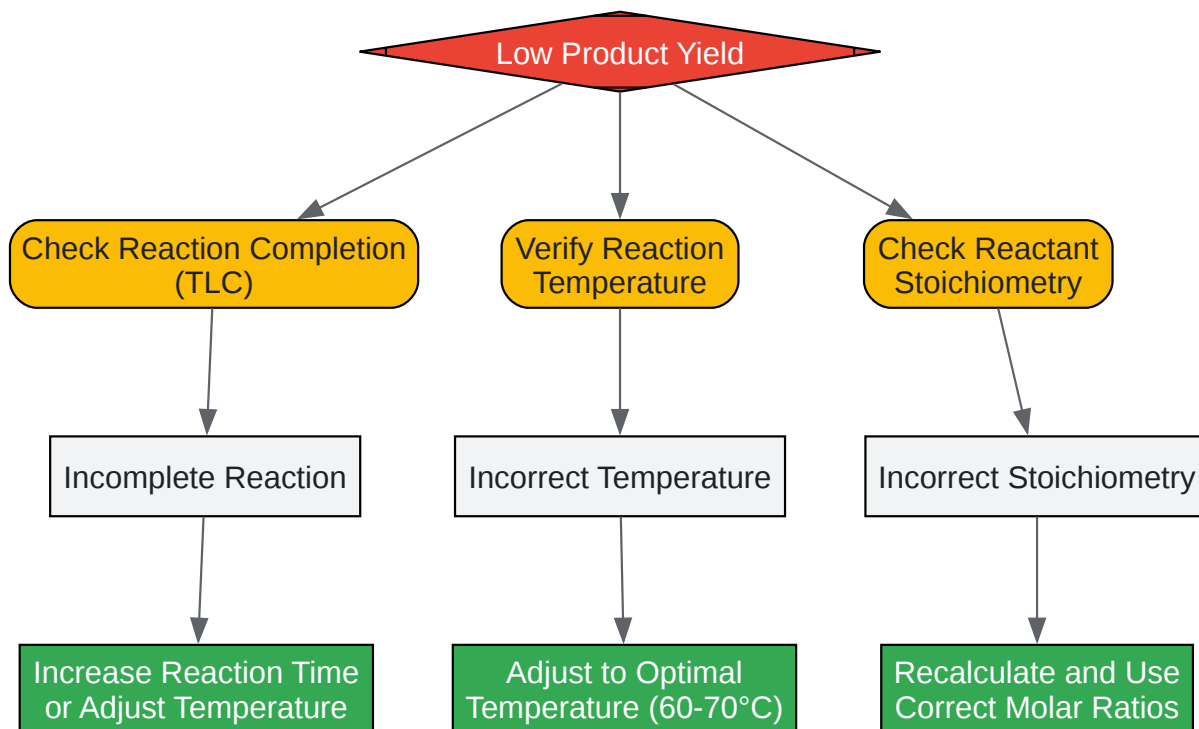 Low Product Yield
Check Reaction Completion
(TLC)
Verify Reaction
Temperature
Check Reactant
Stoichiometry
Incomplete Reaction
Incorrect Temperature
Incorrect Stoichiometry
Increase Reaction Time
or Adjust Temperature
Adjust to Optimal
Temperature (60-70°C)
Recalculate and Use
Correct Molar Ratios